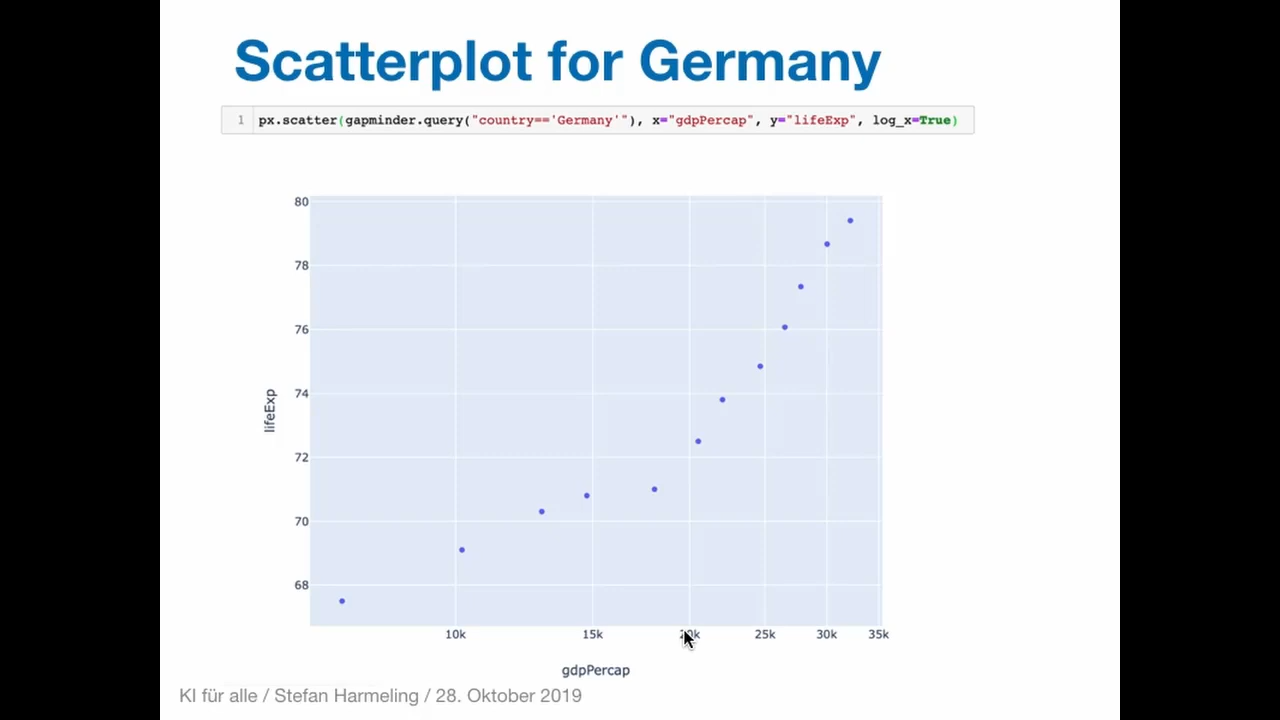 Scatterplot for Germany
1 px.scatter(gapminder.query("country=='Germany'"), x="gdpPercap", y="lifeExp", log_x=True)
80
78
76
74
72
70
68
lifeExp
10k 15k 20k 25k 30k 35k
gdpPercap
KI für alle / Stefan Harmeling / 28. Oktober 2019